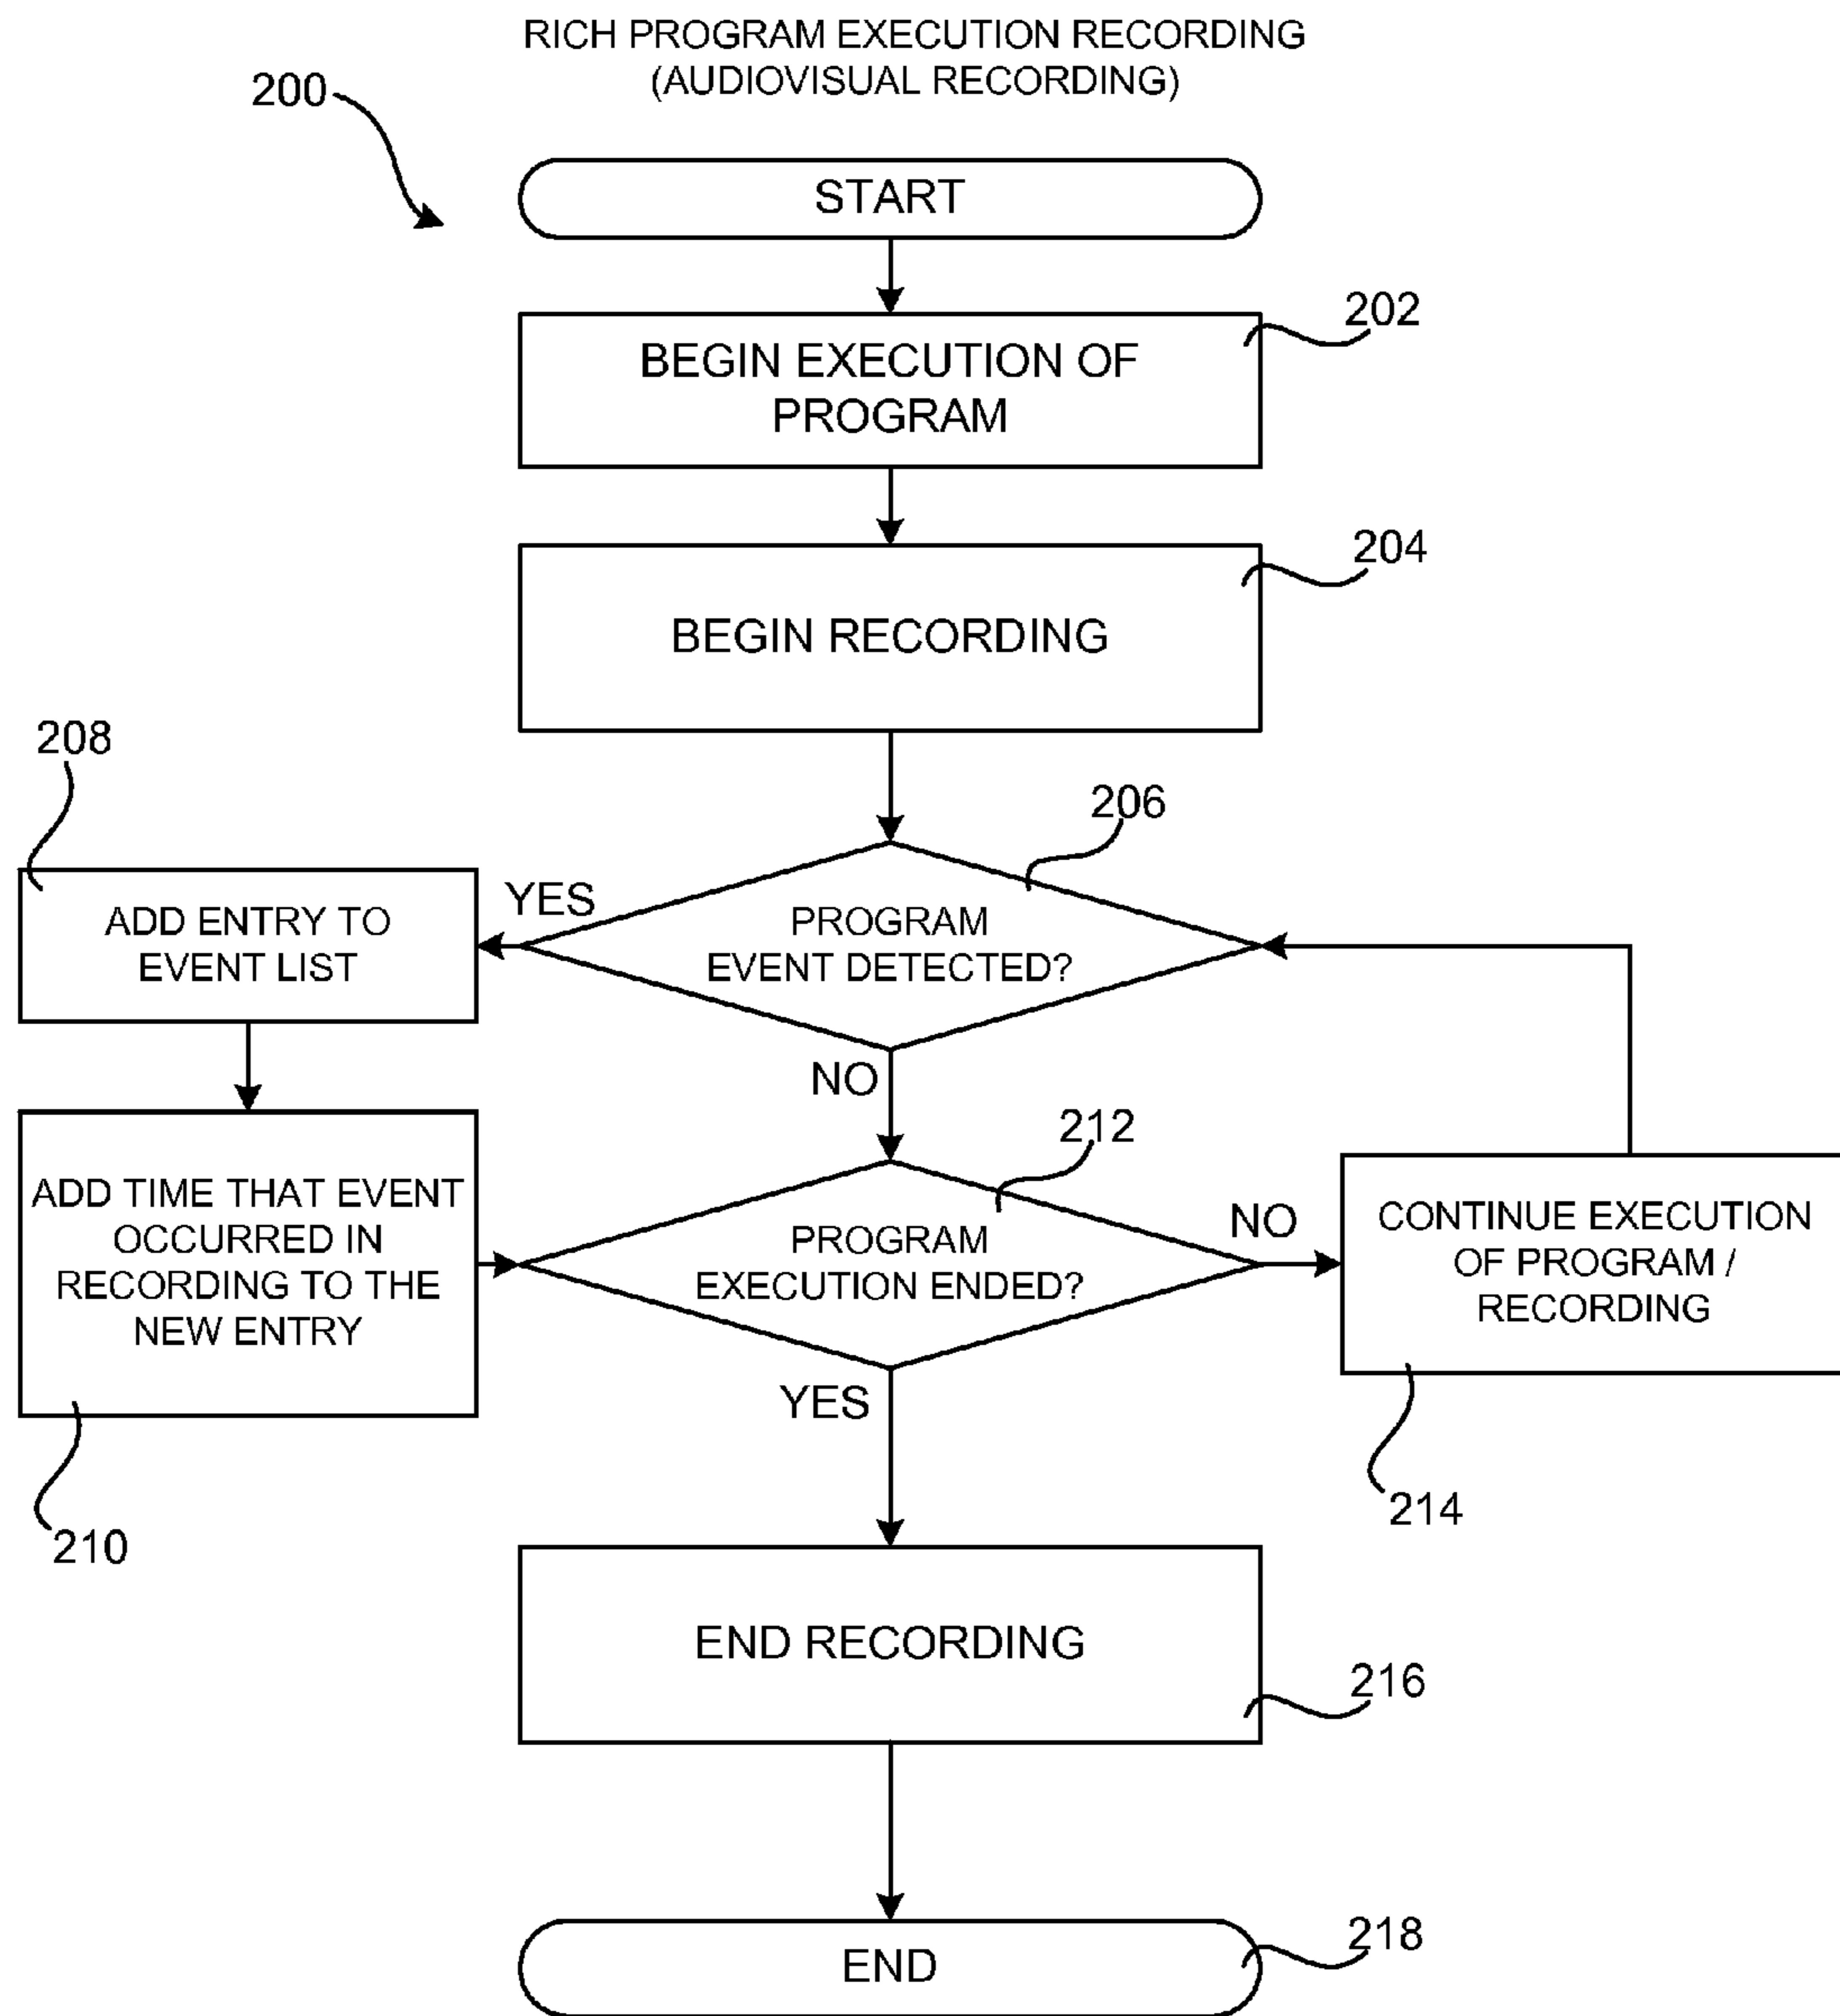 RICH PROGRAM EXECUTION RECORDING
(AUDIOVISUAL RECORDING)
200
START
202
BEGIN EXECUTION OF
PROGRAM
204
BEGIN RECORDING
208
206
YES
ADD ENTRY TO
EVENT LIST
PROGRAM
EVENT DETECTED?
NO
212
ADD TIME THAT EVENT
OCCURRED IN
RECORDING TO THE
NEW ENTRY
PROGRAM
EXECUTION ENDED?
NO
CONTINUE EXECUTION
OF PROGRAM /
RECORDING
YES
210
214
END RECORDING
216
END
218